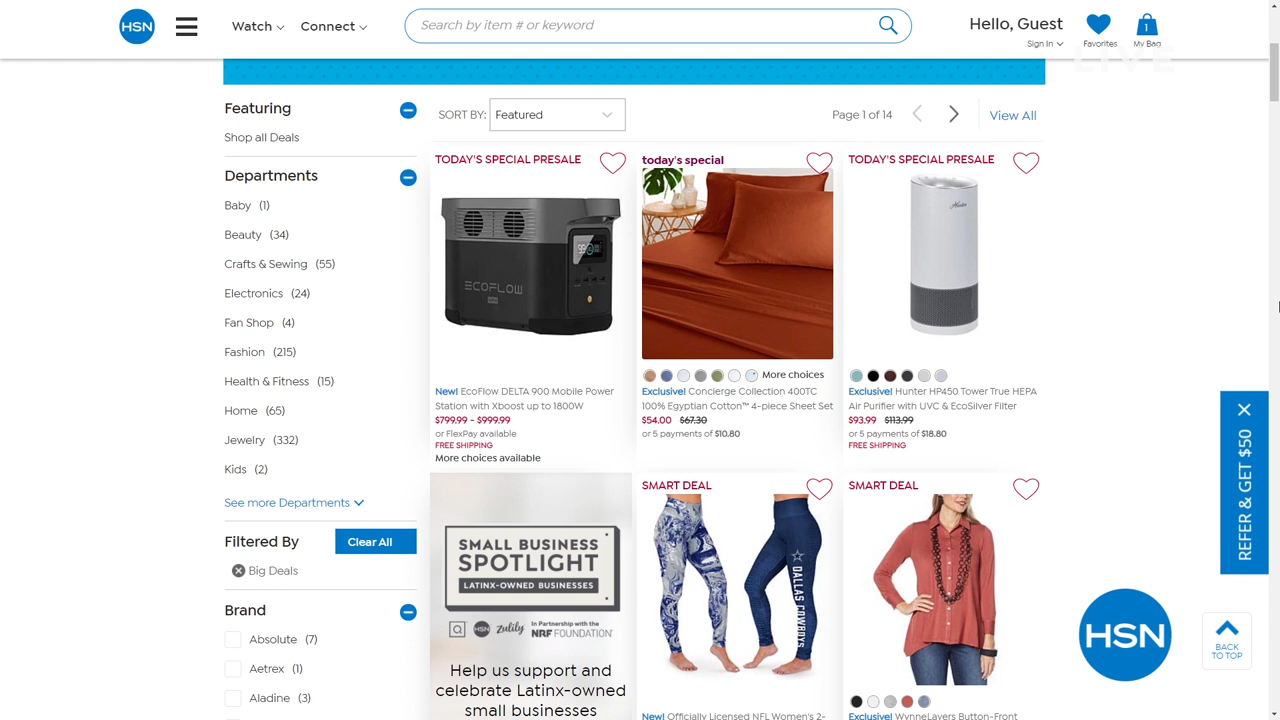 HSN
Watch
Connect
Search by item # or keyword
Hello, Guest
Sign In
Favorites
1
My Bag
LIVE
Featuring
Shop all Deals
Departments
Baby (1)
Beauty (34)
Crafts & Sewing (55)
Electronics (24)
Fan Shop (4)
Fashion (215)
Health & Fitness (15)
Home (65)
Jewelry (332)
Kids (2)
See more Departments
Filtered By
Clear All
Big Deals
Brand
Absolute (7)
Aetrex (1)
Aladine (3)
SORT BY: Featured
Page 1 of 14
View All
TODAY'S SPECIAL PRESALE
ECOFLOW
New! EcoFlow DELTA 900 Mobile Power
Station with Xboost up to 1800W
$799.99 - $999.99
or FlexPay available
FREE SHIPPING
More choices available
today's special
More choices
Exclusive! Concierge Collection 400TC
100% Egyptian Cotton™ 4-piece Sheet Set
$54.00 $67.30
or 5 payments of $10.80
TODAY'S SPECIAL PRESALE
Hunter
Exclusive! Hunter HP450 Tower True HEPA
Air Purifier with UVC & EcoSilver Filter
$93.99 $113.99
or 5 payments of $18.80
FREE SHIPPING
SMALL BUSINESS
SPOTLIGHT
LATINX-OWNED BUSINESSES
Q HSN zulily In Partnership with the NRF FOUNDATION
Help us support and
celebrate Latinx-owned
small businesses
SMART DEAL
DALLAS COWBOYS
New! Officially Licensed NFL Women's 2-
SMART DEAL
Exclusive! WynneLayers Button-Front
REFER & GET $50
HSN
BACK
TO TOP